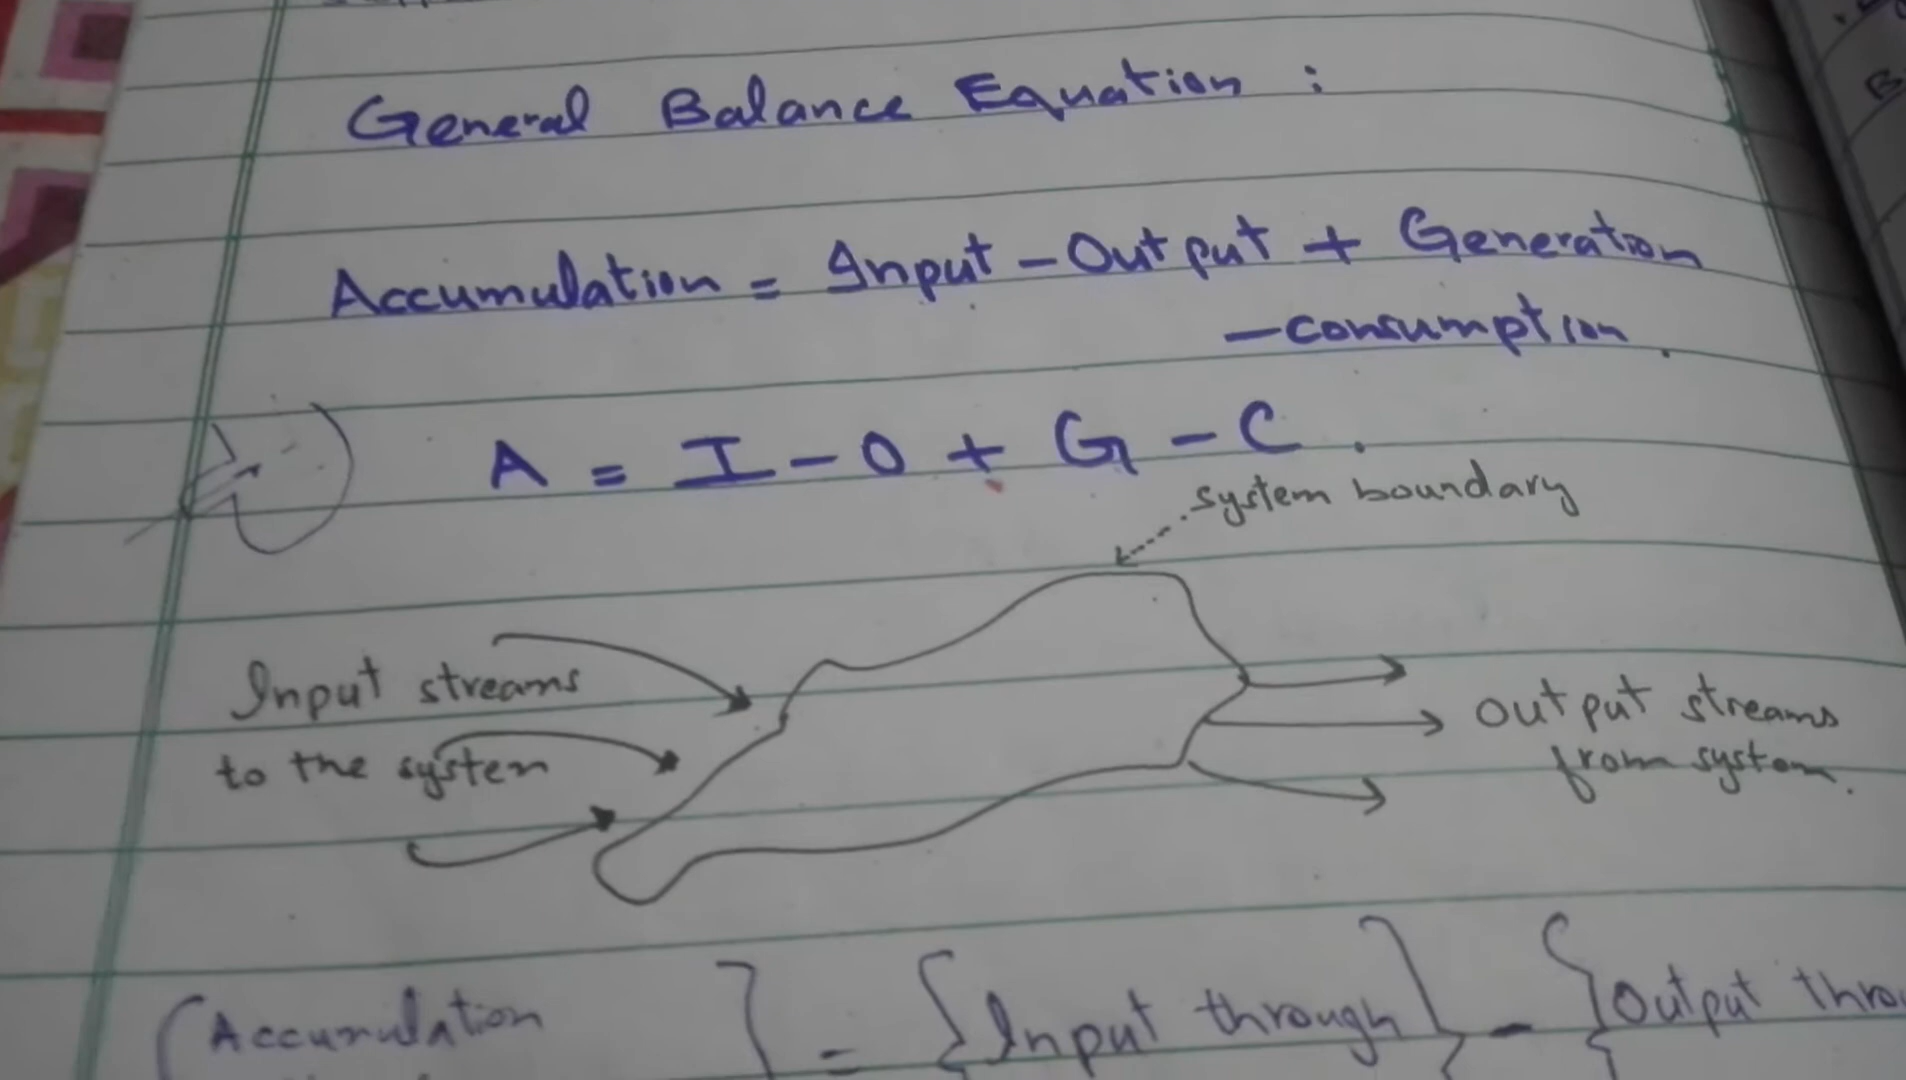 General Balance Equation :
Accumulation = Input - Output + Generation
- consumption.
A = I - O + G - C.
system boundary
Input streams
to the system
output streams
from system.
{Accumulation } = {Input through} - {Output